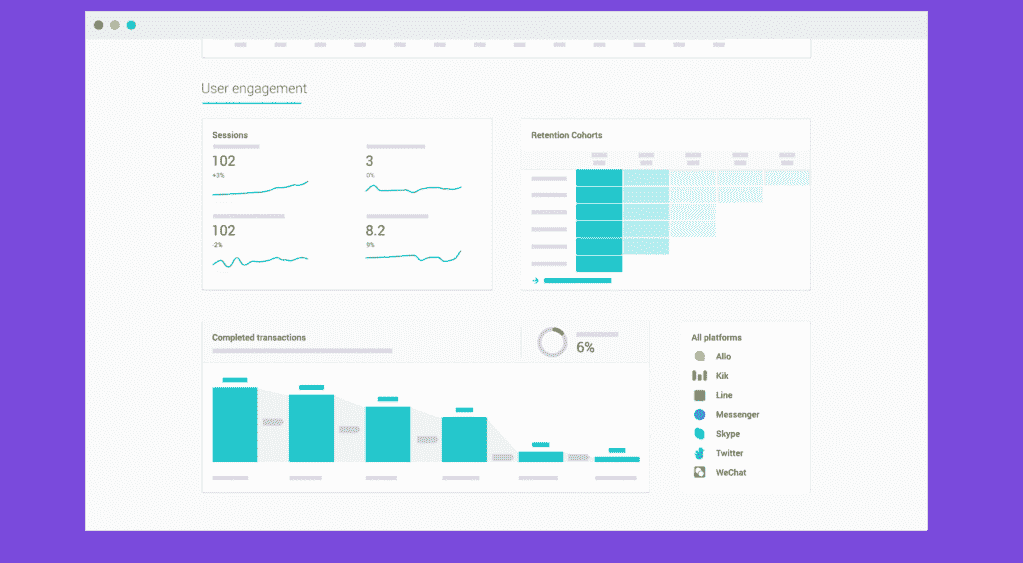 User engagement
Sessions
102
+3%
3
0%
102
-2%
8.2
9%
Retention Cohorts
Completed transactions
6%
All platforms
Allo
Kik
Line
Messenger
Skype
Twitter
WeChat